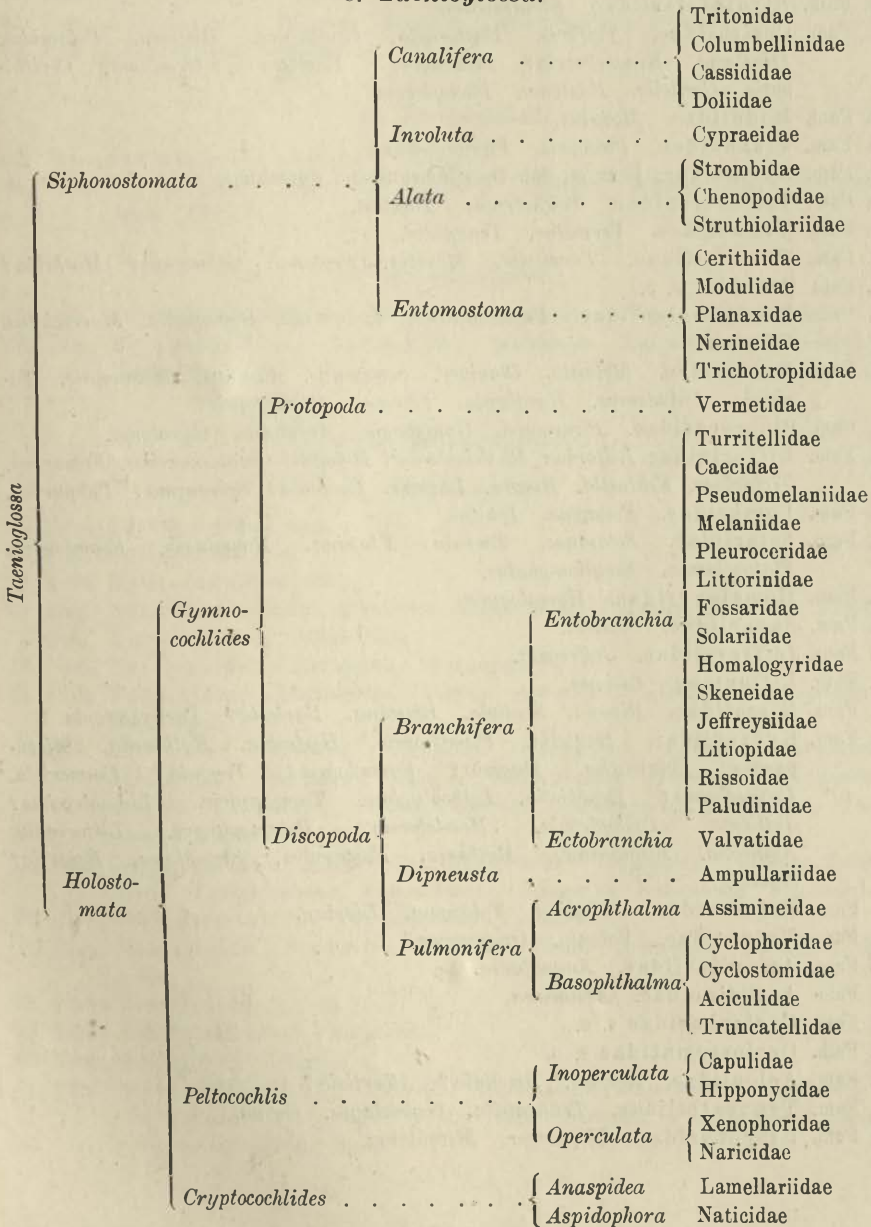 Tritonidae
Canalifera . . . . . Columbellinidae
Cassididae
Doliidae
Involuta . . . . . . . Cypraeidae
Siphonostomata . . . . . Strombidae
Alata . . . . . . . . Chenopodidae
Struthiolariidae
Cerithiidae
Modulidae
Entomostoma . . . . . Planaxidae
Nerineidae
Trichotropididae
Protopoda . . . . . . . . . . . . Vermetidae
Turritellidae
Caecidae
Pseudomelaniidae
Taenioglossa
Melaniidae
Pleuroceridae
Littorinidae
Gymno-
cochlides
Entobranchia Fossaridae
Solariidae
Homalogyridae
Skeneidae
Branchifera Jeffreysiidae
Litiopidae
Rissoidae
Paludinidae
Discopoda Ectobranchia Valvatidae
Holosto-
mata
Dipneusta . . . . . . Ampullariidae
Acrophthalma Assimineidae
Pulmonifera Cyclophoridae
Basophthalma Cyclostomidae
Aciculidae
Truncatellidae
Inoperculata Capulidae
Peltocochlis . . . . . . . Hipponycidae
Operculata Xenophoridae
Naricidae
Cryptocochlides . . . . . . Anaspidea Lamellariidae
Aspidophora Naticidae